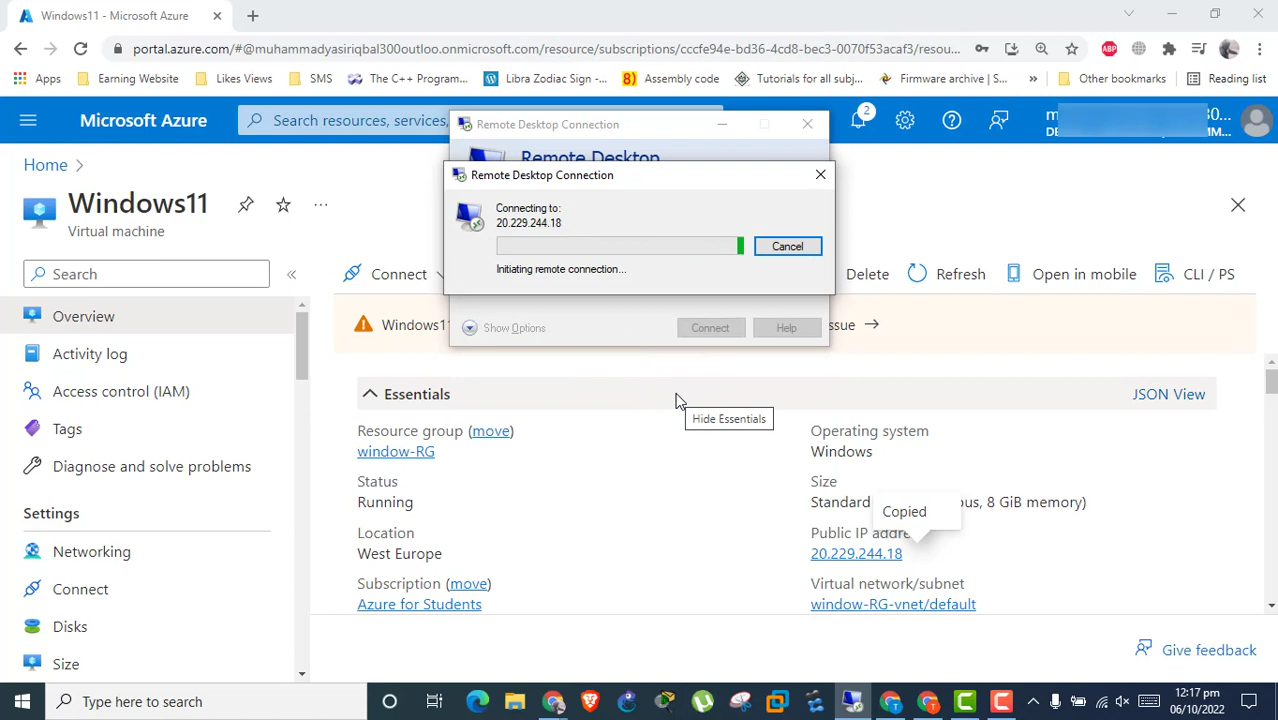 Windows11 - Microsoft Azure
portal.azure.com/#@muhammadyasiriqbal300outloo.onmicrosoft.com/resource/subscriptions/cccfe94e-bd36-4cd8-bec3-0070f53acaf3/resou...
ABP
Apps
Earning Website
Likes Views
SMS
The C++ Program...
Libra Zodiac Sign -...
8)
Assembly code
Tutorials for all subj...
Firmware archive | S...
»
Other bookmarks
Reading list
Microsoft Azure
Search resources, services,
2
Remote Desktop Connection
Remote Desktop
Home
Windows11
Virtual machine
Remote Desktop Connection
Connecting to:
20.229.244.18
Cancel
Initiating remote connection...
Show Options
Connect
Help
Search
«
Connect
Delete
Refresh
Open in mobile
CLI / PS
Windows11
ssue →
Overview
Activity log
Access control (IAM)
Tags
Diagnose and solve problems
Settings
Networking
Connect
Disks
Size
Essentials
JSON View
Hide Essentials
Resource group (move)
window-RG
Status
Running
Location
West Europe
Subscription (move)
Azure for Students
Operating system
Windows
Size
Standard
pus, 8 GiB memory)
Copied
Public IP addre
20.229.244.18
Virtual network/subnet
window-RG-vnet/default
Give feedback
Type here to search
12:17 pm
06/10/2022